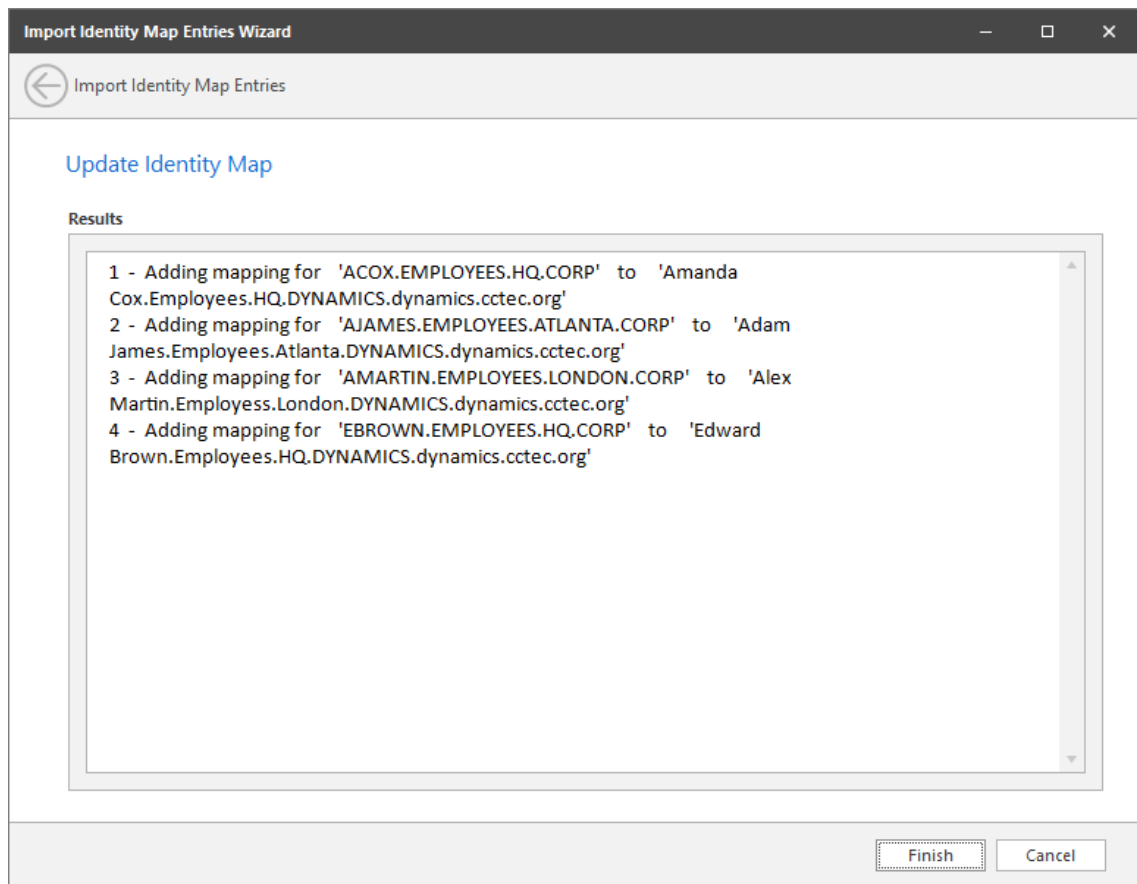 Import Identity Map Entries Wizard
Import Identity Map Entries
Update Identity Map
Results
1 - Adding mapping for 'ACOX.EMPLOYEES.HQ.CORP' to 'Amanda
Cox.Employees.HQ.DYNAMICS.dynamics.cctec.org'
2 - Adding mapping for 'AJAMES.EMPLOYEES.ATLANTA.CORP' to 'Adam
James.Employees.Atlanta.DYNAMICS.dynamics.cctec.org'
3 - Adding mapping for 'AMARTIN.EMPLOYEES.LONDON.CORP' to 'Alex
Martin.Employess.London.DYNAMICS.dynamics.cctec.org'
4 - Adding mapping for 'EBROWN.EMPLOYEES.HQ.CORP' to 'Edward
Brown.Employees.HQ.DYNAMICS.dynamics.cctec.org'
Finish Cancel